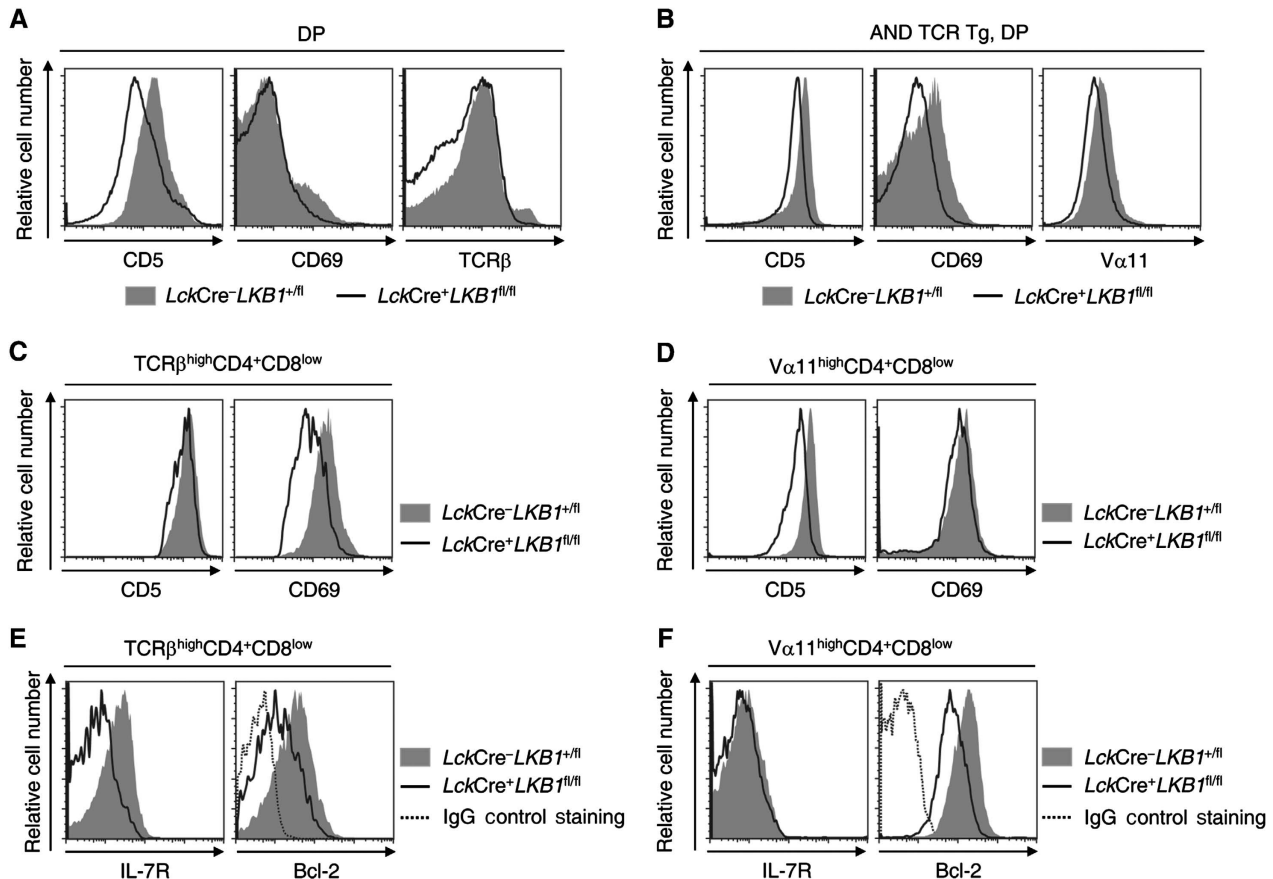 A
DP
Relative cell number
CD5
CD69
TCRβ
LckCre⁻LKB1⁺/ᶠˡ
LckCre⁺LKB1ᶠˡ/ᶠˡ
B
AND TCR Tg, DP
Relative cell number
CD5
CD69
Vα11
LckCre⁻LKB1⁺/ᶠˡ
LckCre⁺LKB1ᶠˡ/ᶠˡ
C
TCRβʰⁱᵍʰCD4⁺CD8ˡᵒʷ
Relative cell number
CD5
CD69
LckCre⁻LKB1⁺/ᶠˡ
LckCre⁺LKB1ᶠˡ/ᶠˡ
D
Vα11ʰⁱᵍʰCD4⁺CD8ˡᵒʷ
Relative cell number
CD5
CD69
LckCre⁻LKB1⁺/ᶠˡ
LckCre⁺LKB1ᶠˡ/ᶠˡ
E
TCRβʰⁱᵍʰCD4⁺CD8ˡᵒʷ
Relative cell number
IL-7R
Bcl-2
LckCre⁻LKB1⁺/ᶠˡ
LckCre⁺LKB1ᶠˡ/ᶠˡ
IgG control staining
F
Vα11ʰⁱᵍʰCD4⁺CD8ˡᵒʷ
Relative cell number
IL-7R
Bcl-2
LckCre⁻LKB1⁺/ᶠˡ
LckCre⁺LKB1ᶠˡ/ᶠˡ
IgG control staining